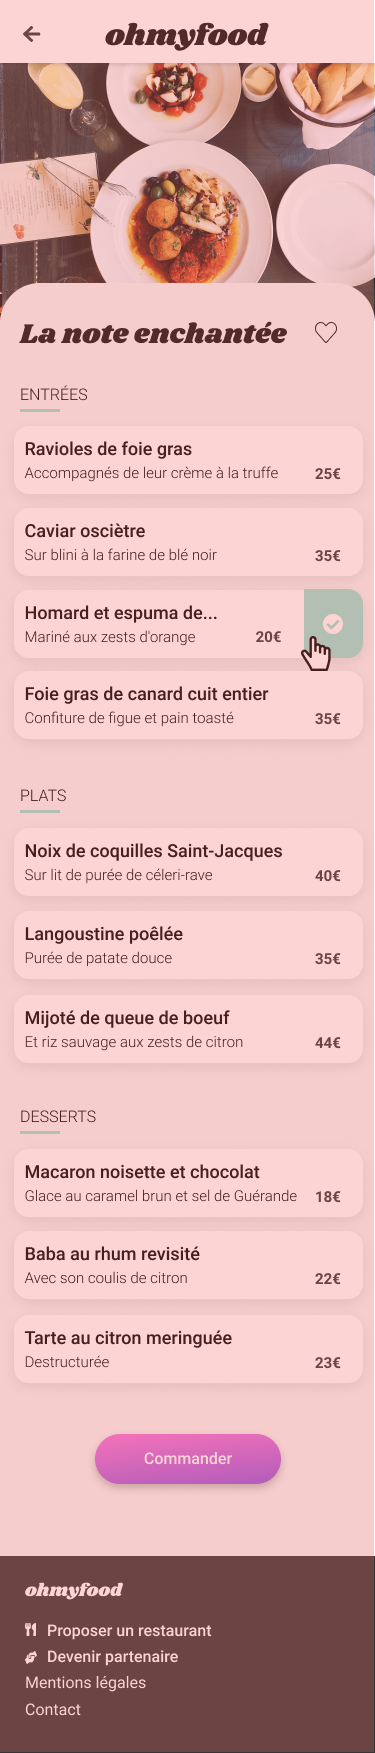 ohmyfood
La note enchantée
ENTRÉES
Ravioles de foie gras
Accompagnés de leur crème à la truffe 25€
Caviar osciètre
Sur blini à la farine de blé noir 35€
Homard et espuma de...
Mariné aux zests d'orange 20€
Foie gras de canard cuit entier
Confiture de figue et pain toasté 35€
PLATS
Noix de coquilles Saint-Jacques
Sur lit de purée de céleri-rave 40€
Langoustine poêlée
Purée de patate douce 35€
Mijoté de queue de boeuf
Et riz sauvage aux zests de citron 44€
DESSERTS
Macaron noisette et chocolat
Glace au caramel brun et sel de Guérande 18€
Baba au rhum revisité
Avec son coulis de citron 22€
Tarte au citron meringuée
Destructurée 23€
Commander
ohmyfood
Proposer un restaurant
Devenir partenaire
Mentions légales
Contact